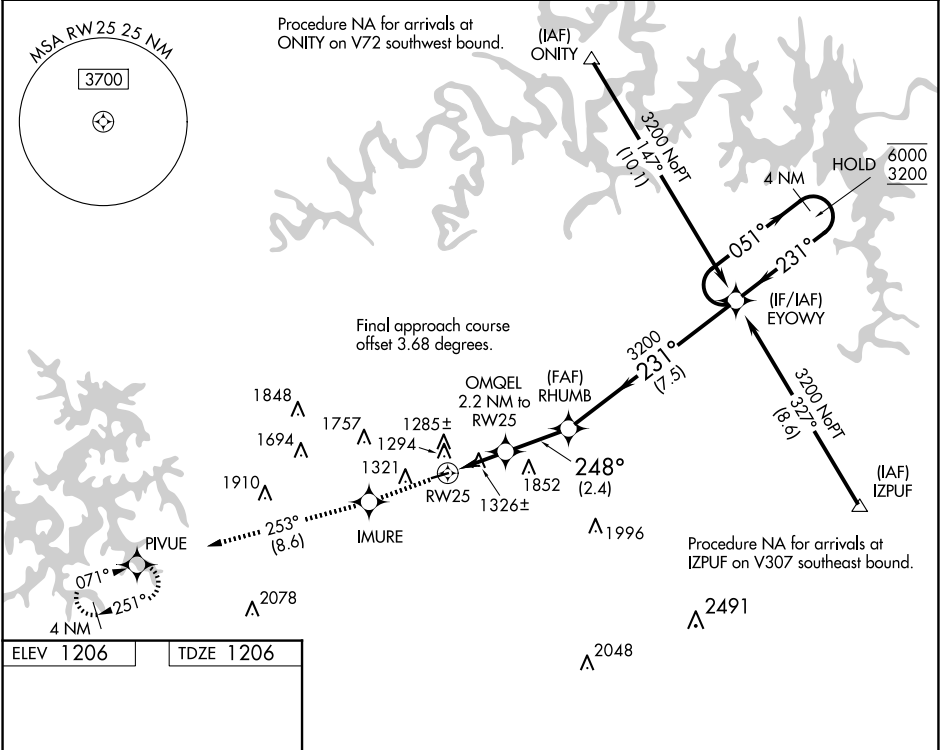 MSA RW25 25 NM
3700
Procedure NA for arrivals at
ONITY on V72 southwest bound.
(IAF)
ONITY
3200 NoPT
147°
(10.1)
HOLD
6000
3200
4 NM
051°
231°
(IF/IAF)
EYOWY
Final approach course
offset 3.68 degrees.
3200
231°
(7.5)
OMQEL
2.2 NM to
RW25
(FAF)
RHUMB
3200 NoPT
327°
(8.6)
1848
1757
1285±
1694
1294
1321
1910
RW25
1326±
1852
248°
(2.4)
(IAF)
IZPUF
253°
(8.6)
IMURE
1996
Procedure NA for arrivals at
IZPUF on V307 southeast bound.
PIVUE
071°
251°
4 NM
2078
2491
2048
ELEV 1206
TDZE 1206